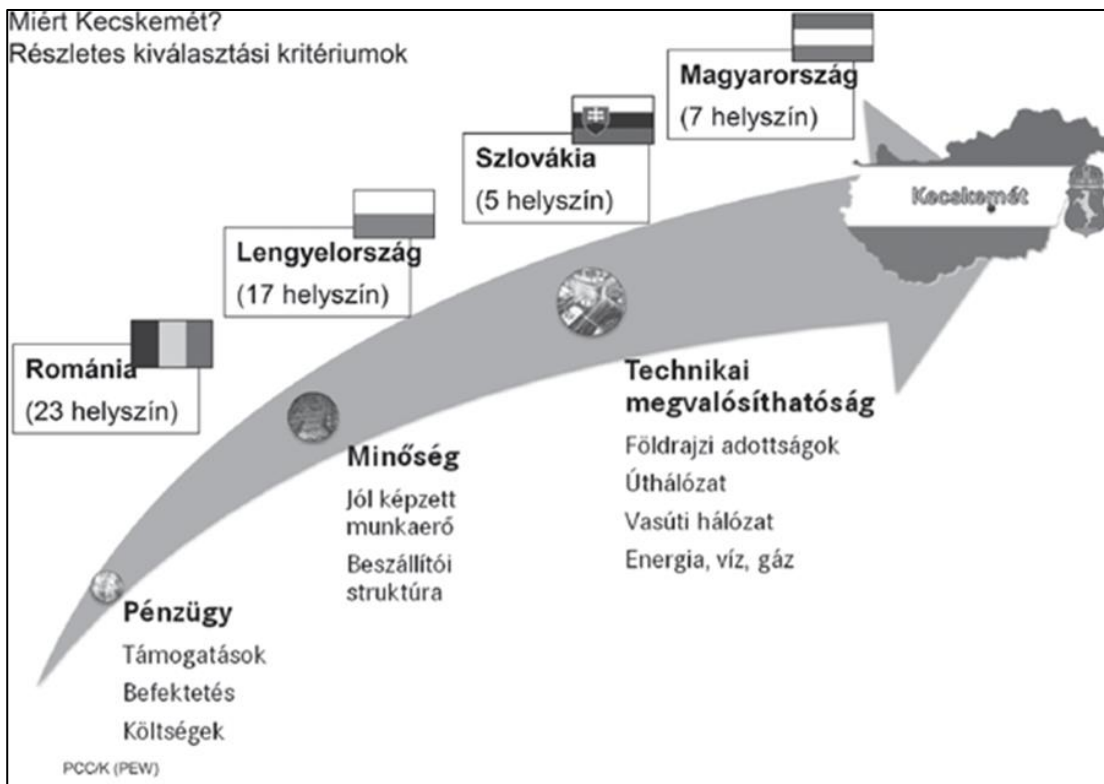 Miért Kecskemét?
Részletes kiválasztási kritériumok
Magyarország
(7 helyszín)
Szlovákia
(5 helyszín)
Lengyelország
(17 helyszín)
Románia
(23 helyszín)
Kecskemét
Technikai
megvalósíthatóság
Földrajzi adottságok
Úthálózat
Vasúti hálózat
Energia, víz, gáz
Minőség
Jól képzett
munkaerő
Beszállítói
struktúra
Pénzügy
Támogatások
Befektetés
Költségek
PCC/K (PEW)